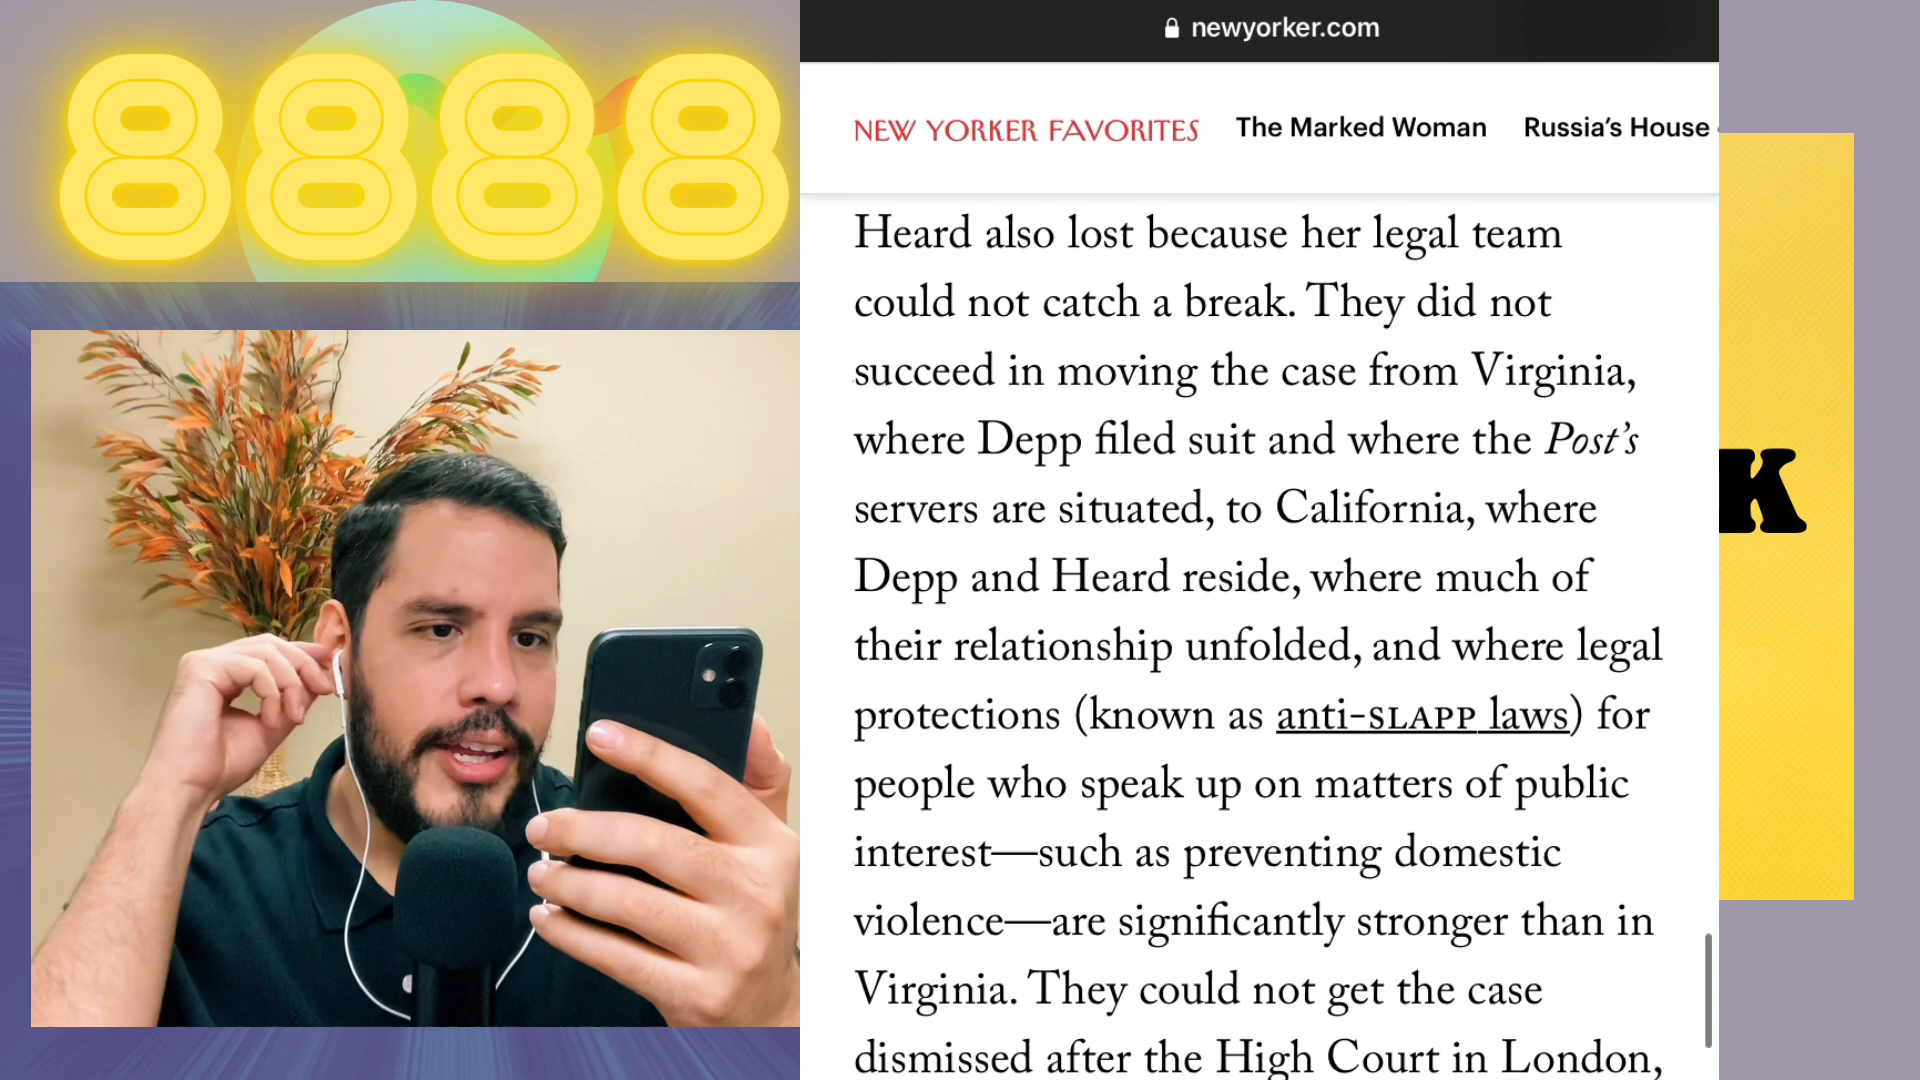 8888
newyorker.com
NEW YORKER FAVORITES The Marked Woman Russia's House
Heard also lost because her legal team
could not catch a break. They did not
succeed in moving the case from Virginia,
where Depp filed suit and where the Post's
servers are situated, to California, where
Depp and Heard reside, where much of
their relationship unfolded, and where legal
protections (known as anti-SLAPP laws) for
people who speak up on matters of public
interest—such as preventing domestic
violence—are significantly stronger than in
Virginia. They could not get the case
dismissed after the High Court in London,
K